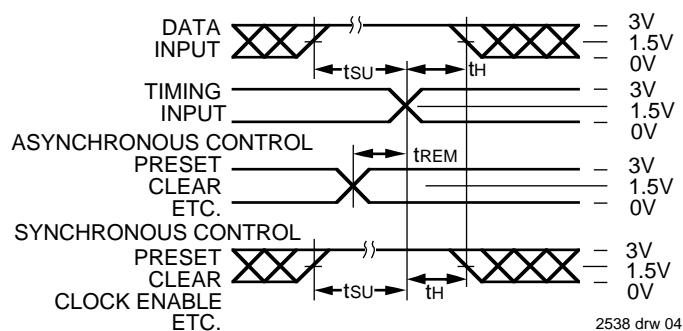 DATA INPUT
3V
1.5V
0V
tSU
tH
TIMING INPUT
3V
1.5V
0V
ASYNCHRONOUS CONTROL
tREM
PRESET
CLEAR
ETC.
3V
1.5V
0V
SYNCHRONOUS CONTROL
PRESET
CLEAR
CLOCK ENABLE
ETC.
3V
1.5V
0V
tSU
tH
2538 drw 04